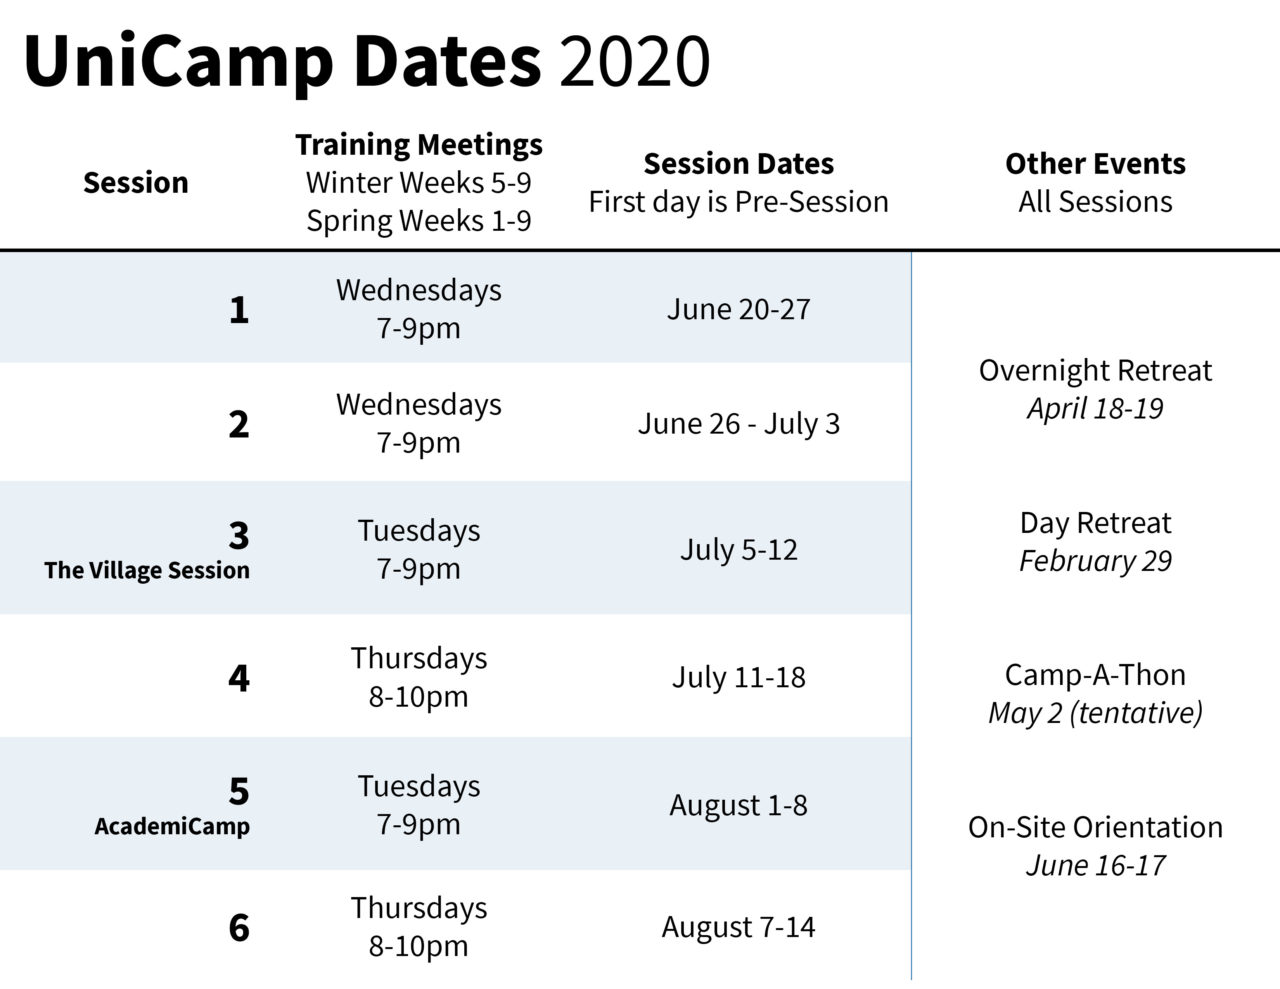 UniCamp Dates 2020
Session
Training Meetings
Winter Weeks 5-9
Spring Weeks 1-9
Session Dates
First day is Pre-Session
Other Events
All Sessions
1
Wednesdays
7-9pm
June 20-27
2
Wednesdays
7-9pm
June 26 - July 3
3
The Village Session
Tuesdays
7-9pm
July 5-12
4
Thursdays
8-10pm
July 11-18
5
AcademiCamp
Tuesdays
7-9pm
August 1-8
6
Thursdays
8-10pm
August 7-14
Overnight Retreat
April 18-19
Day Retreat
February 29
Camp-A-Thon
May 2 (tentative)
On-Site Orientation
June 16-17